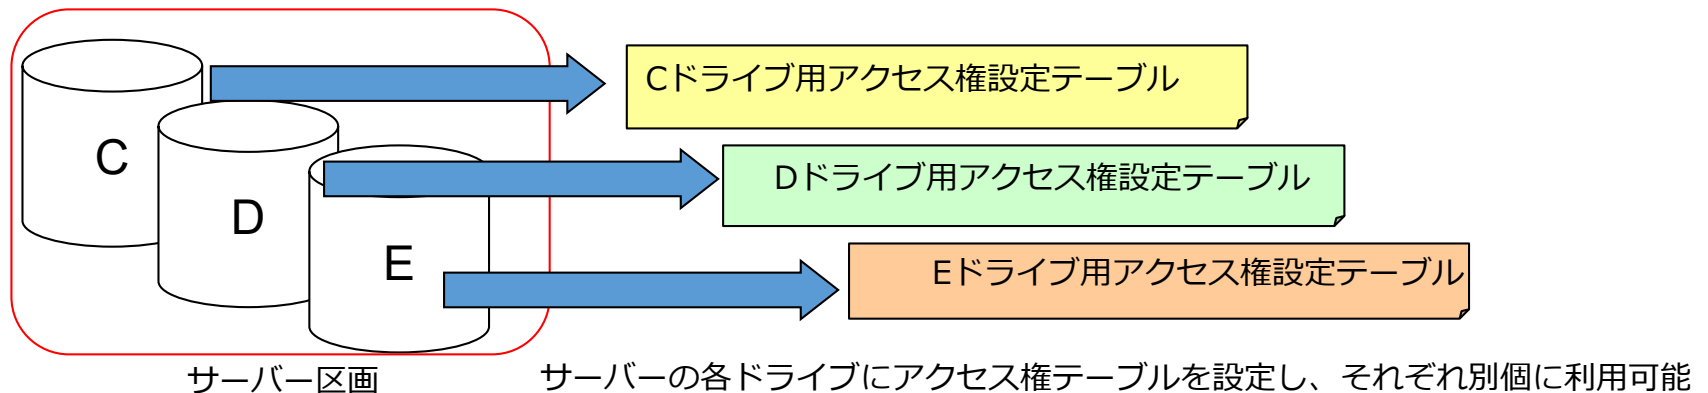 C
Cドライブ用アクセス権設定テーブル
D
Dドライブ用アクセス権設定テーブル
E
Eドライブ用アクセス権設定テーブル
サーバー区画
サーバーの各ドライブにアクセス権テーブルを設定し、それぞれ別個に利用可能